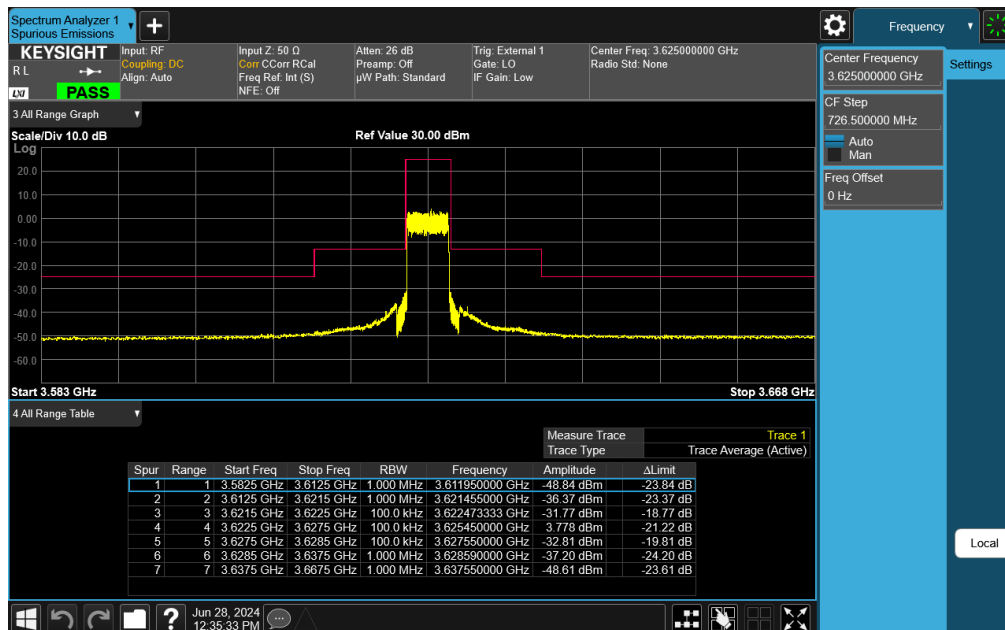 Spectrum Analyzer 1
Spurious Emissions
Frequency
KEYSIGHT Input: RF Input Z: 50 Ω Atten: 26 dB Trig: External 1 Center Freq: 3.625000000 GHz
R L Coupling: DC Corr CCorr RCal Preamp: Off Gate: LO Radio Std: None
Align: Auto Freq Ref: Int (S) µW Path: Standard IF Gain: Low
LXI PASS NFE: Off
Center Frequency
3.625000000 GHz
Settings
CF Step
726.500000 MHz
Auto
Man
Freq Offset
0 Hz
Local
3 All Range Graph
Scale/Div 10.0 dB Ref Value 30.00 dBm
Log
20.0
10.0
0.00
-10.0
-20.0
-30.0
-40.0
-50.0
-60.0
Start 3.583 GHz Stop 3.668 GHz
4 All Range Table
Measure Trace Trace 1
Trace Type Trace Average (Active)
Spur Range Start Freq Stop Freq RBW Frequency Amplitude ΔLimit
1 1 3.5825 GHz 3.6125 GHz 1.000 MHz 3.611950000 GHz -48.84 dBm -23.84 dB
2 2 3.6125 GHz 3.6215 GHz 1.000 MHz 3.621455000 GHz -36.37 dBm -23.37 dB
3 3 3.6215 GHz 3.6225 GHz 100.0 kHz 3.622473333 GHz -31.77 dBm -18.77 dB
4 4 3.6225 GHz 3.6275 GHz 100.0 kHz 3.625450000 GHz 3.778 dBm -21.22 dB
5 5 3.6275 GHz 3.6285 GHz 100.0 kHz 3.627550000 GHz -32.81 dBm -19.81 dB
6 6 3.6285 GHz 3.6375 GHz 1.000 MHz 3.628590000 GHz -37.20 dBm -24.20 dB
7 7 3.6375 GHz 3.6675 GHz 1.000 MHz 3.637550000 GHz -48.61 dBm -23.61 dB
Jun 28, 2024
12:35:33 PM